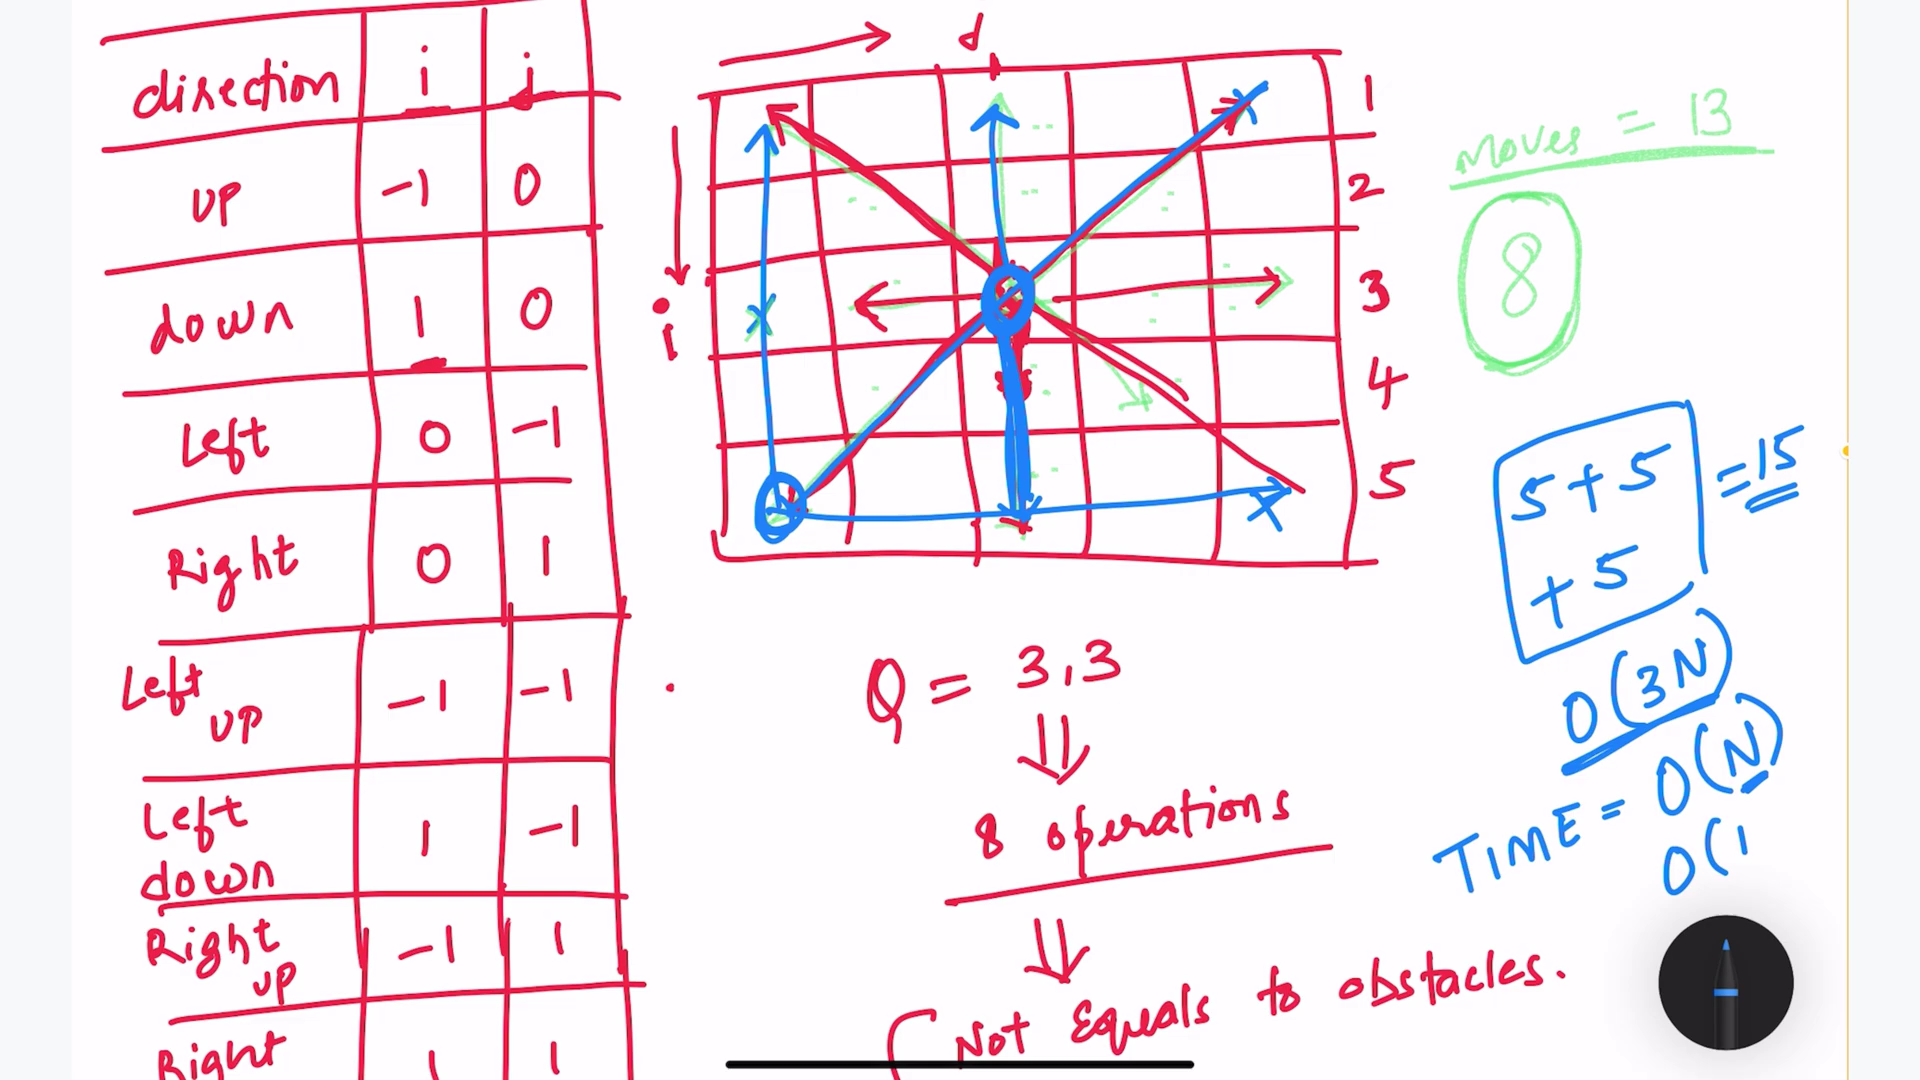 direction i j
UP -1 0
down 1 0
Left 0 -1
Right 0 1
Left UP -1 -1
Left down 1 -1
Right UP -1 1
Right 1 1
j
i
1
2
3
4
5
Q = 3,3
8 operations
Not Equals to obstacles.
Moves = 13
8
5+5
+5
=15
O(3N)
TIME = O(N)
O(1